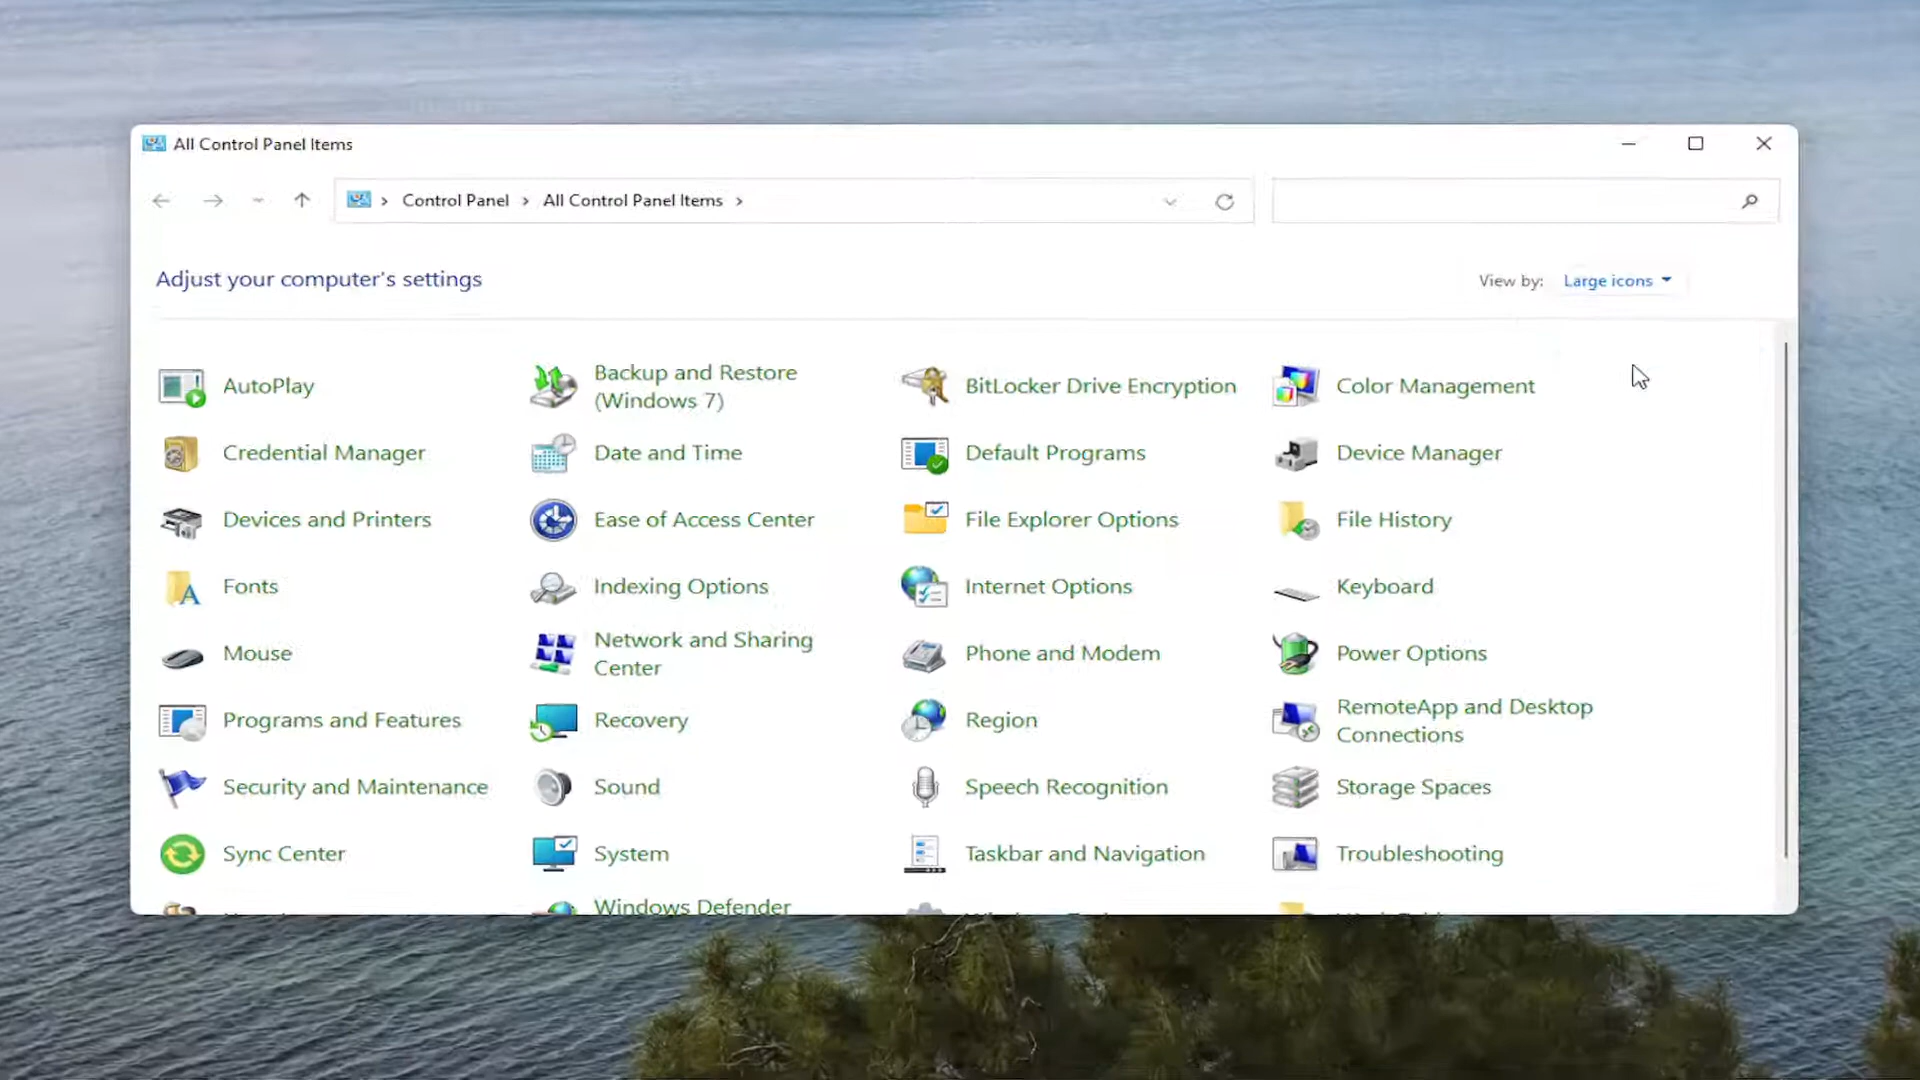 All Control Panel Items
Control Panel > All Control Panel Items >
Adjust your computer's settings
View by: Large icons
AutoPlay
Backup and Restore
(Windows 7)
BitLocker Drive Encryption
Color Management
Credential Manager
Date and Time
Default Programs
Device Manager
Devices and Printers
Ease of Access Center
File Explorer Options
File History
Fonts
Indexing Options
Internet Options
Keyboard
Mouse
Network and Sharing
Center
Phone and Modem
Power Options
Programs and Features
Recovery
Region
RemoteApp and Desktop
Connections
Security and Maintenance
Sound
Speech Recognition
Storage Spaces
Sync Center
System
Taskbar and Navigation
Troubleshooting
Windows Defender